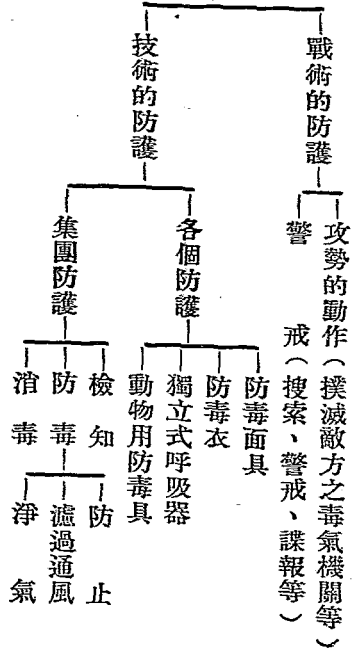 戰術的防護
攻勢的動作(撲滅敵方之毒氣機關等)
警戒(搜索、警戒、諜報等)
技術的防護
各個防護
防毒面具
防毒衣
獨立式呼吸器
動物用防毒具
集團防護
檢知
防毒
防止
濾過通風
淨氣
消毒